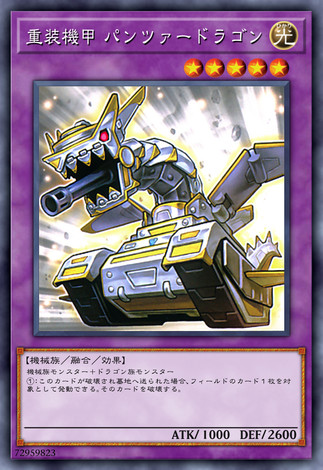 重装機甲 パンツァードラゴン
光
【機械族／融合／効果】
機械族モンスター＋ドラゴン族モンスター
①:このカードが破壊され墓地へ送られた場合、フィールドのカード１枚を対
象として発動できる。そのカードを破壊する。
ATK/ 1000 DEF/2600
72959823